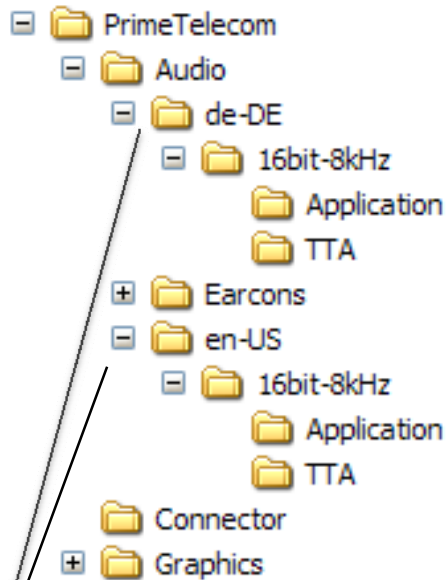 PrimeTelecom
Audio
de-DE
16bit-8kHz
Application
TTA
Earcons
en-US
16bit-8kHz
Application
TTA
Connector
Graphics